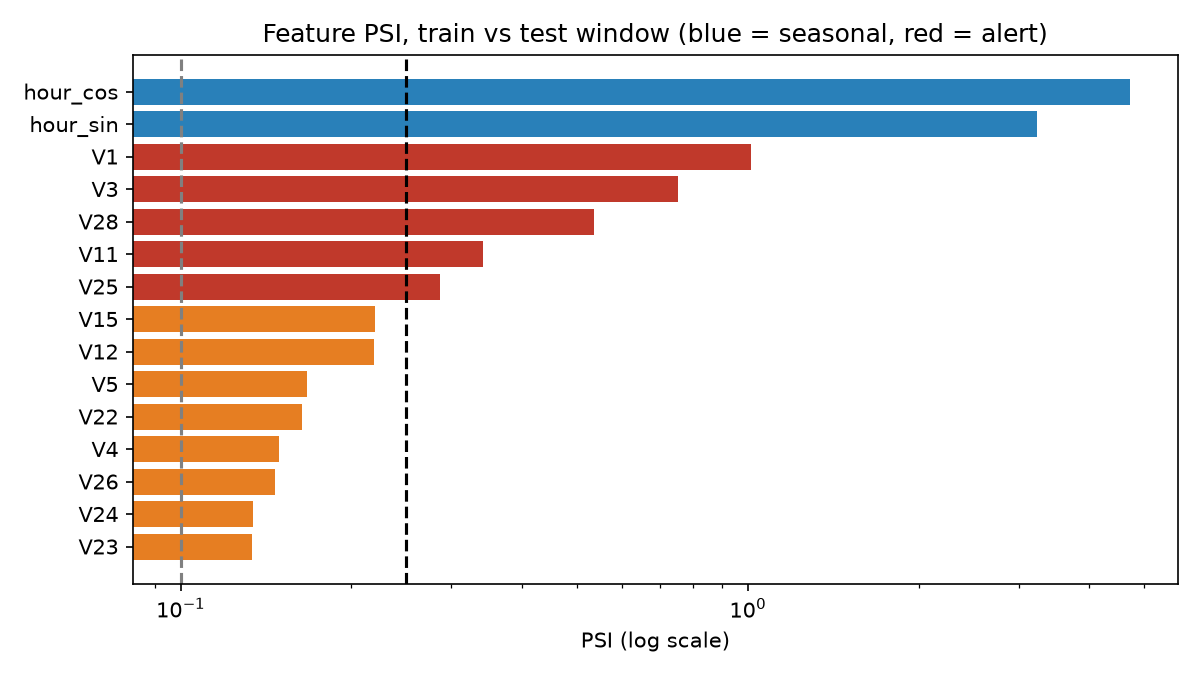 Feature PSI, train vs test window (blue = seasonal, red = alert)
hour_cos
hour_sin
V1
V3
V28
V11
V25
V15
V12
V5
V22
V4
V26
V24
V23
10⁻¹
10⁰
PSI (log scale)